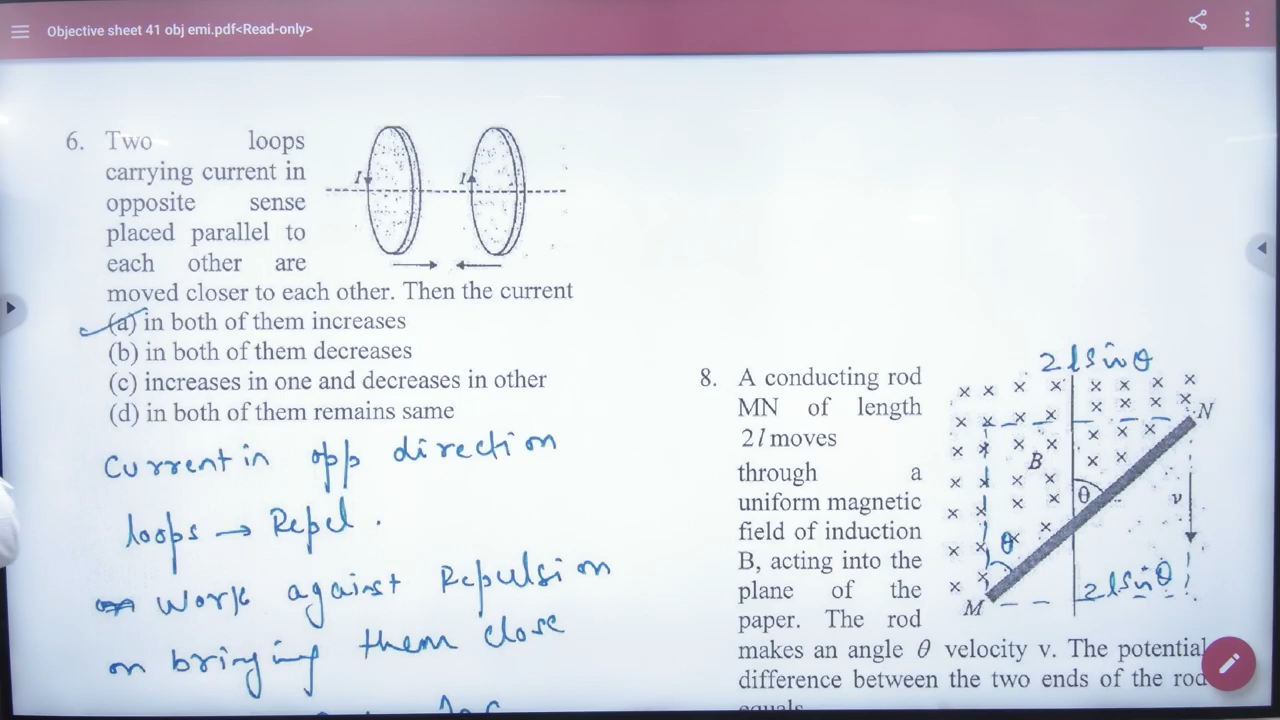 Objective sheet 41 obj emi.pdf<Read-only>
6. Two loops
carrying current in
opposite sense
placed parallel to
each other are
moved closer to each other. Then the current
(a) in both of them increases
(b) in both of them decreases
(c) increases in one and decreases in other
(d) in both of them remains same
I
I
Current in opp direction
loops → Repel.
work against Repulsion
on bringing them close
8. A conducting rod
MN of length
2l moves
through a
uniform magnetic
field of induction
B, acting into the
plane of the
paper. The rod
makes an angle θ velocity v. The potential
difference between the two ends of the rod
equals
2l sin θ
N
B
θ
v
θ
2l sin θ
M